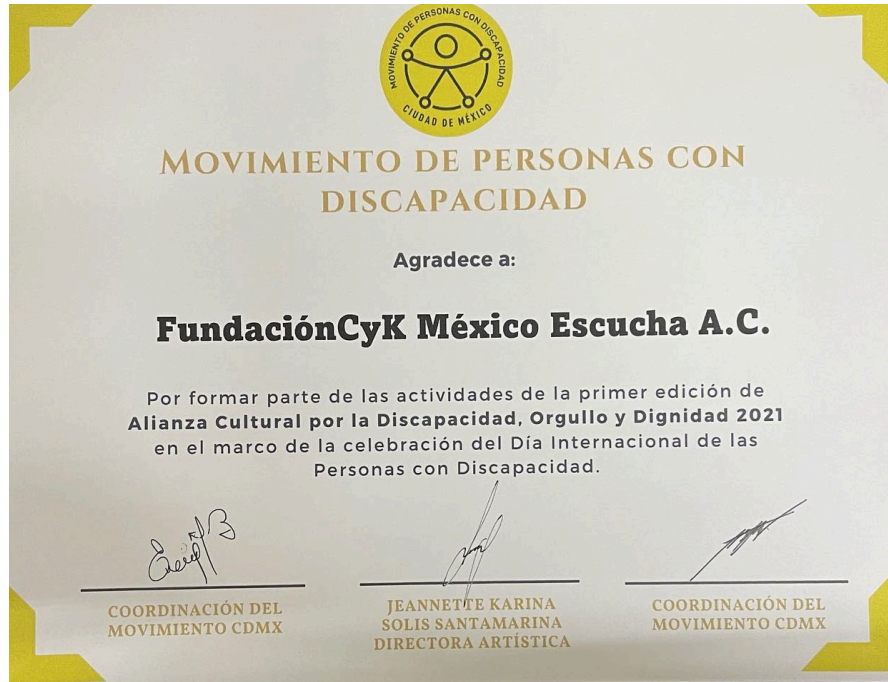 MOVIMIENTO DE PERSONAS CON DISCAPACIDAD
CIUDAD DE MÉXICO
MOVIMIENTO DE PERSONAS CON
DISCAPACIDAD
Agradece a:
FundaciónCyK México Escucha A.C.
Por formar parte de las actividades de la primer edición de
Alianza Cultural por la Discapacidad, Orgullo y Dignidad 2021
en el marco de la celebración del Día Internacional de las
Personas con Discapacidad.
COORDINACIÓN DEL
MOVIMIENTO CDMX
JEANNETTE KARINA
SOLIS SANTAMARINA
DIRECTORA ARTÍSTICA
COORDINACIÓN DEL
MOVIMIENTO CDMX